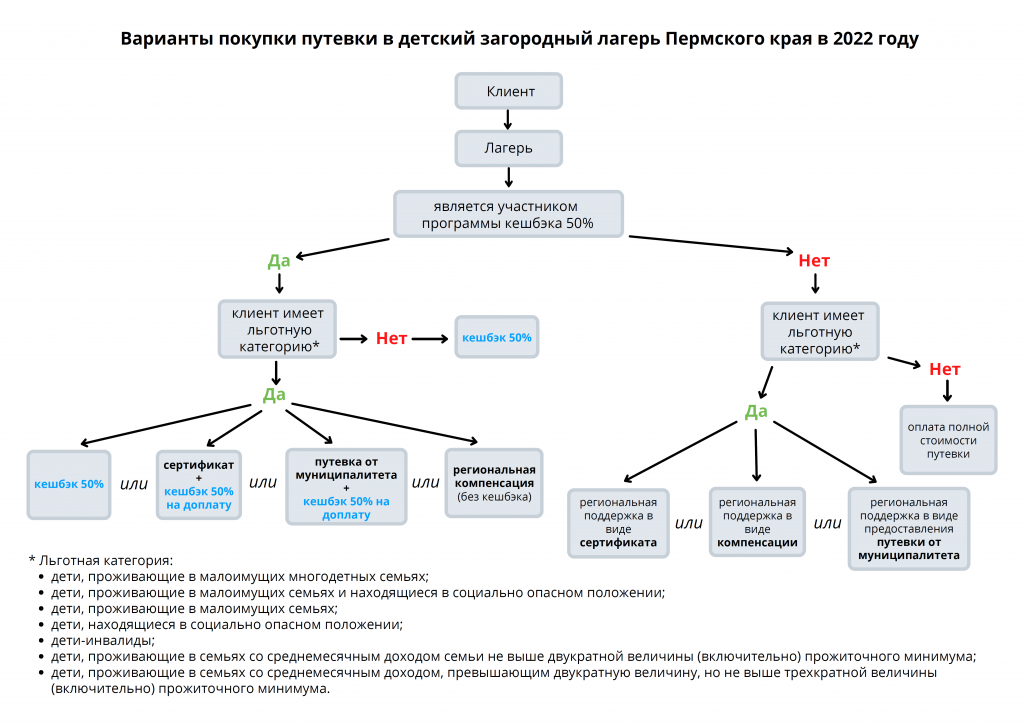 Варианты покупки путевки в детский загородный лагерь Пермского края в 2022 году
Клиент
Лагерь
является участником
программы кешбэка 50%
Да
Нет
клиент имеет
льготную
категорию*
Нет
кешбэк 50%
клиент имеет
льготную
категорию*
Нет
оплата полной
стоимости
путевки
Да
Да
кешбэк 50%
или
сертификат
+
кешбэк 50%
на доплату
или
путевка от
муниципалитета
+
кешбэк 50% на
доплату
или
региональная
компенсация
(без кешбэка)
региональная
поддержка в
виде
сертификата
или
региональная
поддержка в
виде
компенсации
или
региональная
поддержка в виде
предоставления
путевки от
муниципалитета
* Льготная категория:
• дети, проживающие в малоимущих многодетных семьях;
• дети, проживающие в малоимущих семьях и находящиеся в социально опасном положении;
• дети, проживающие в малоимущих семьях;
• дети, находящиеся в социально опасном положении;
• дети-инвалиды;
• дети, проживающие в семьях со среднемесячным доходом семьи не выше двукратной величины (включительно) прожиточного минимума;
• дети, проживающие в семьях со среднемесячным доходом, превышающим двукратную величину, но не выше трехкратной величины
(включительно) прожиточного минимума.